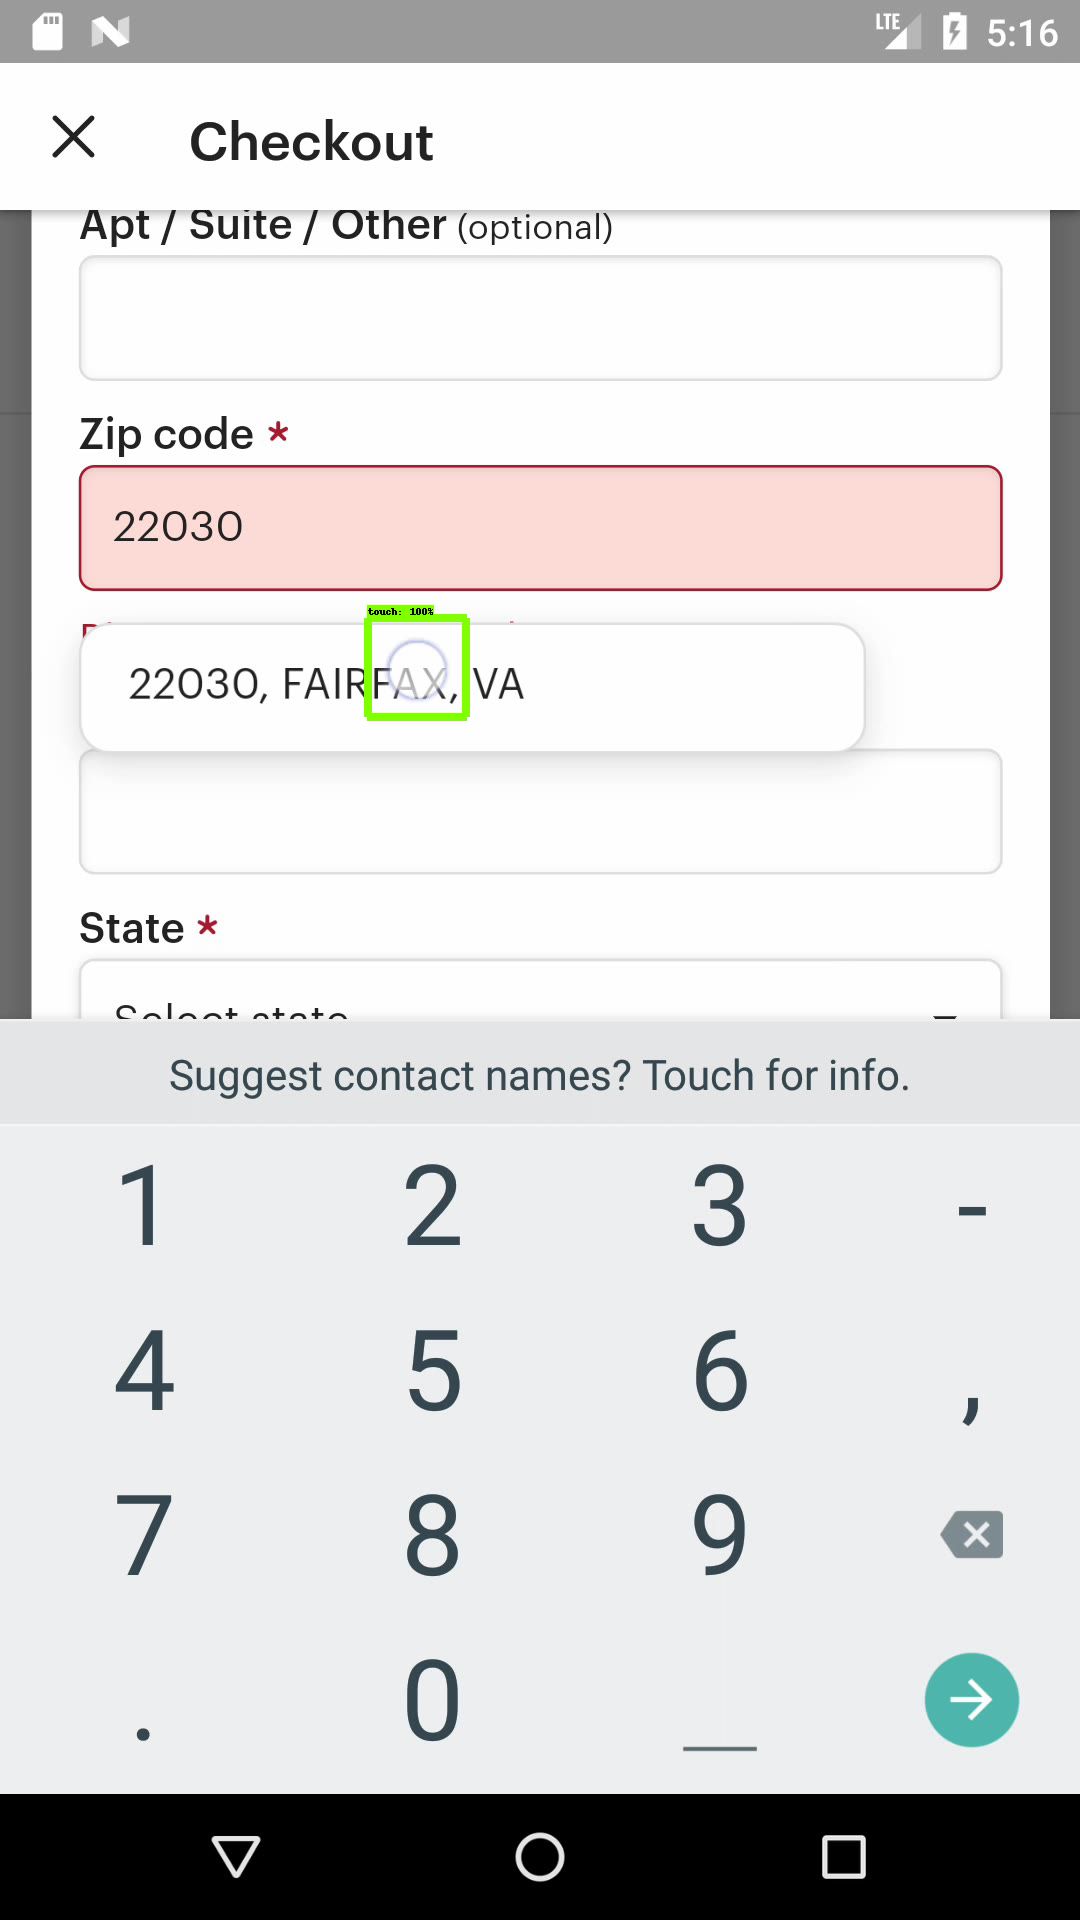 LTE 5:16
Checkout
Apt / Suite / Other (optional)
Zip code *
22030
touch: 100%
22030, FAIRFAX, VA
State *
Select state
Suggest contact names? Touch for info.
1 2 3 -
4 5 6 ,
7 8 9
. 0